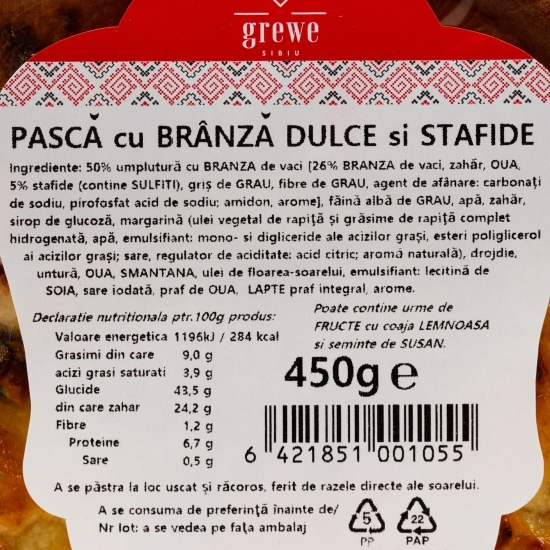 grewe
SIBIU
PASCĂ cu BRÂNZĂ DULCE si STAFIDE
Ingrediente: 50% umplutură cu BRANZA de vaci [26% BRANZA de vaci, zahăr, OUA,
5% stafide (contine SULFITI), griș de GRAU, fibre de GRAU, agent de afânare: carbonați
de sodiu, pirofosfat acid de sodiu; amidon, arome], făină albă de GRAU, apă, zahăr,
sirop de glucoză, margarină (ulei vegetal de rapiță și grăsime de rapiță complet
hidrogenată, apă, emulsifiant: mono- si digliceride ale acizilor grași, esteri poliglicerol
ai acizilor grași; sare, regulator de aciditate: acid citric; aromă naturală), drojdie,
untură, OUA, SMANTANA, ulei de floarea-soarelui, emulsifiant: lecitină de
SOIA, sare iodată, praf de OUA, LAPTE praf integral, arome.
Declaratie nutritionala ptr.100g produs:
Valoare energetica 1196kJ / 284 kcal
Grasimi din care 9,0 g
acizi grasi saturati 3,9 g
Glucide 43,5 g
din care zahar 24,2 g
Fibre 1,2 g
Proteine 6,7 g
Sare 0,5 g
Poate contine urme de
FRUCTE cu coaja LEMNOASA
si seminte de SUSAN.
450g e
6 421851 001055
A se păstra la loc uscat și răcoros, ferit de razele directe ale soarelui.
A se consuma de preferință înainte de/
Nr lot: a se vedea pe fața ambalaj
5
PP
22
PAP